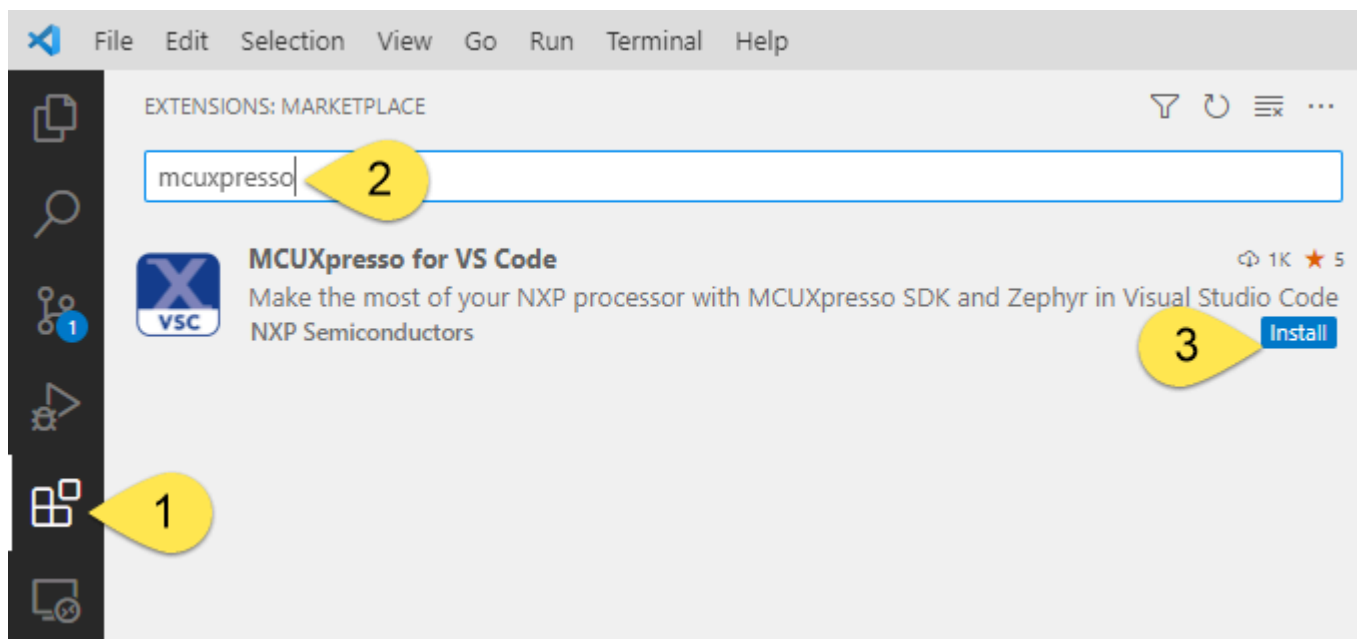 File Edit Selection View Go Run Terminal Help
EXTENSIONS: MARKETPLACE
mcuxpresso
2
MCUXpresso for VS Code
1K ★ 5
Make the most of your NXP processor with MCUXpresso SDK and Zephyr in Visual Studio Code
X
VSC
NXP Semiconductors
Install
3
1
1